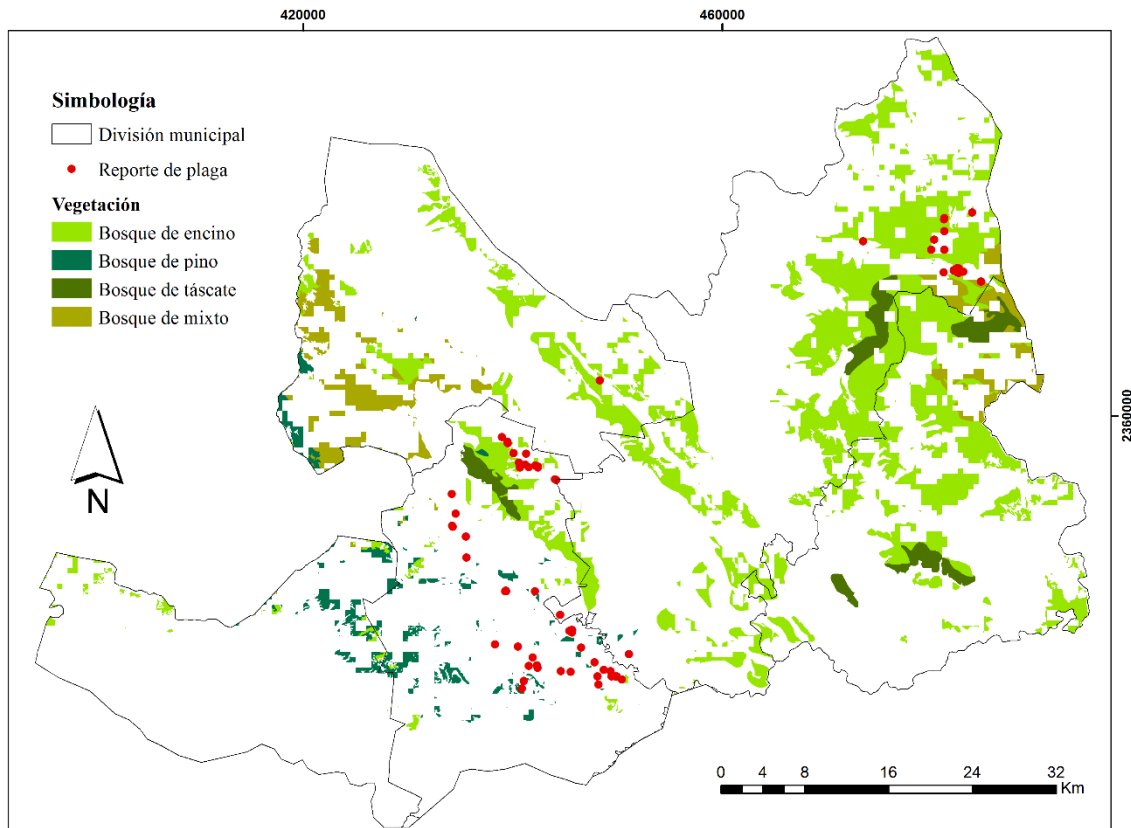 420000
460000
Simbología
División municipal
Reporte de plaga
Vegetación
Bosque de encino
Bosque de pino
Bosque de táscate
Bosque de mixto
2360000
N
0 4 8 16 24 32
Km